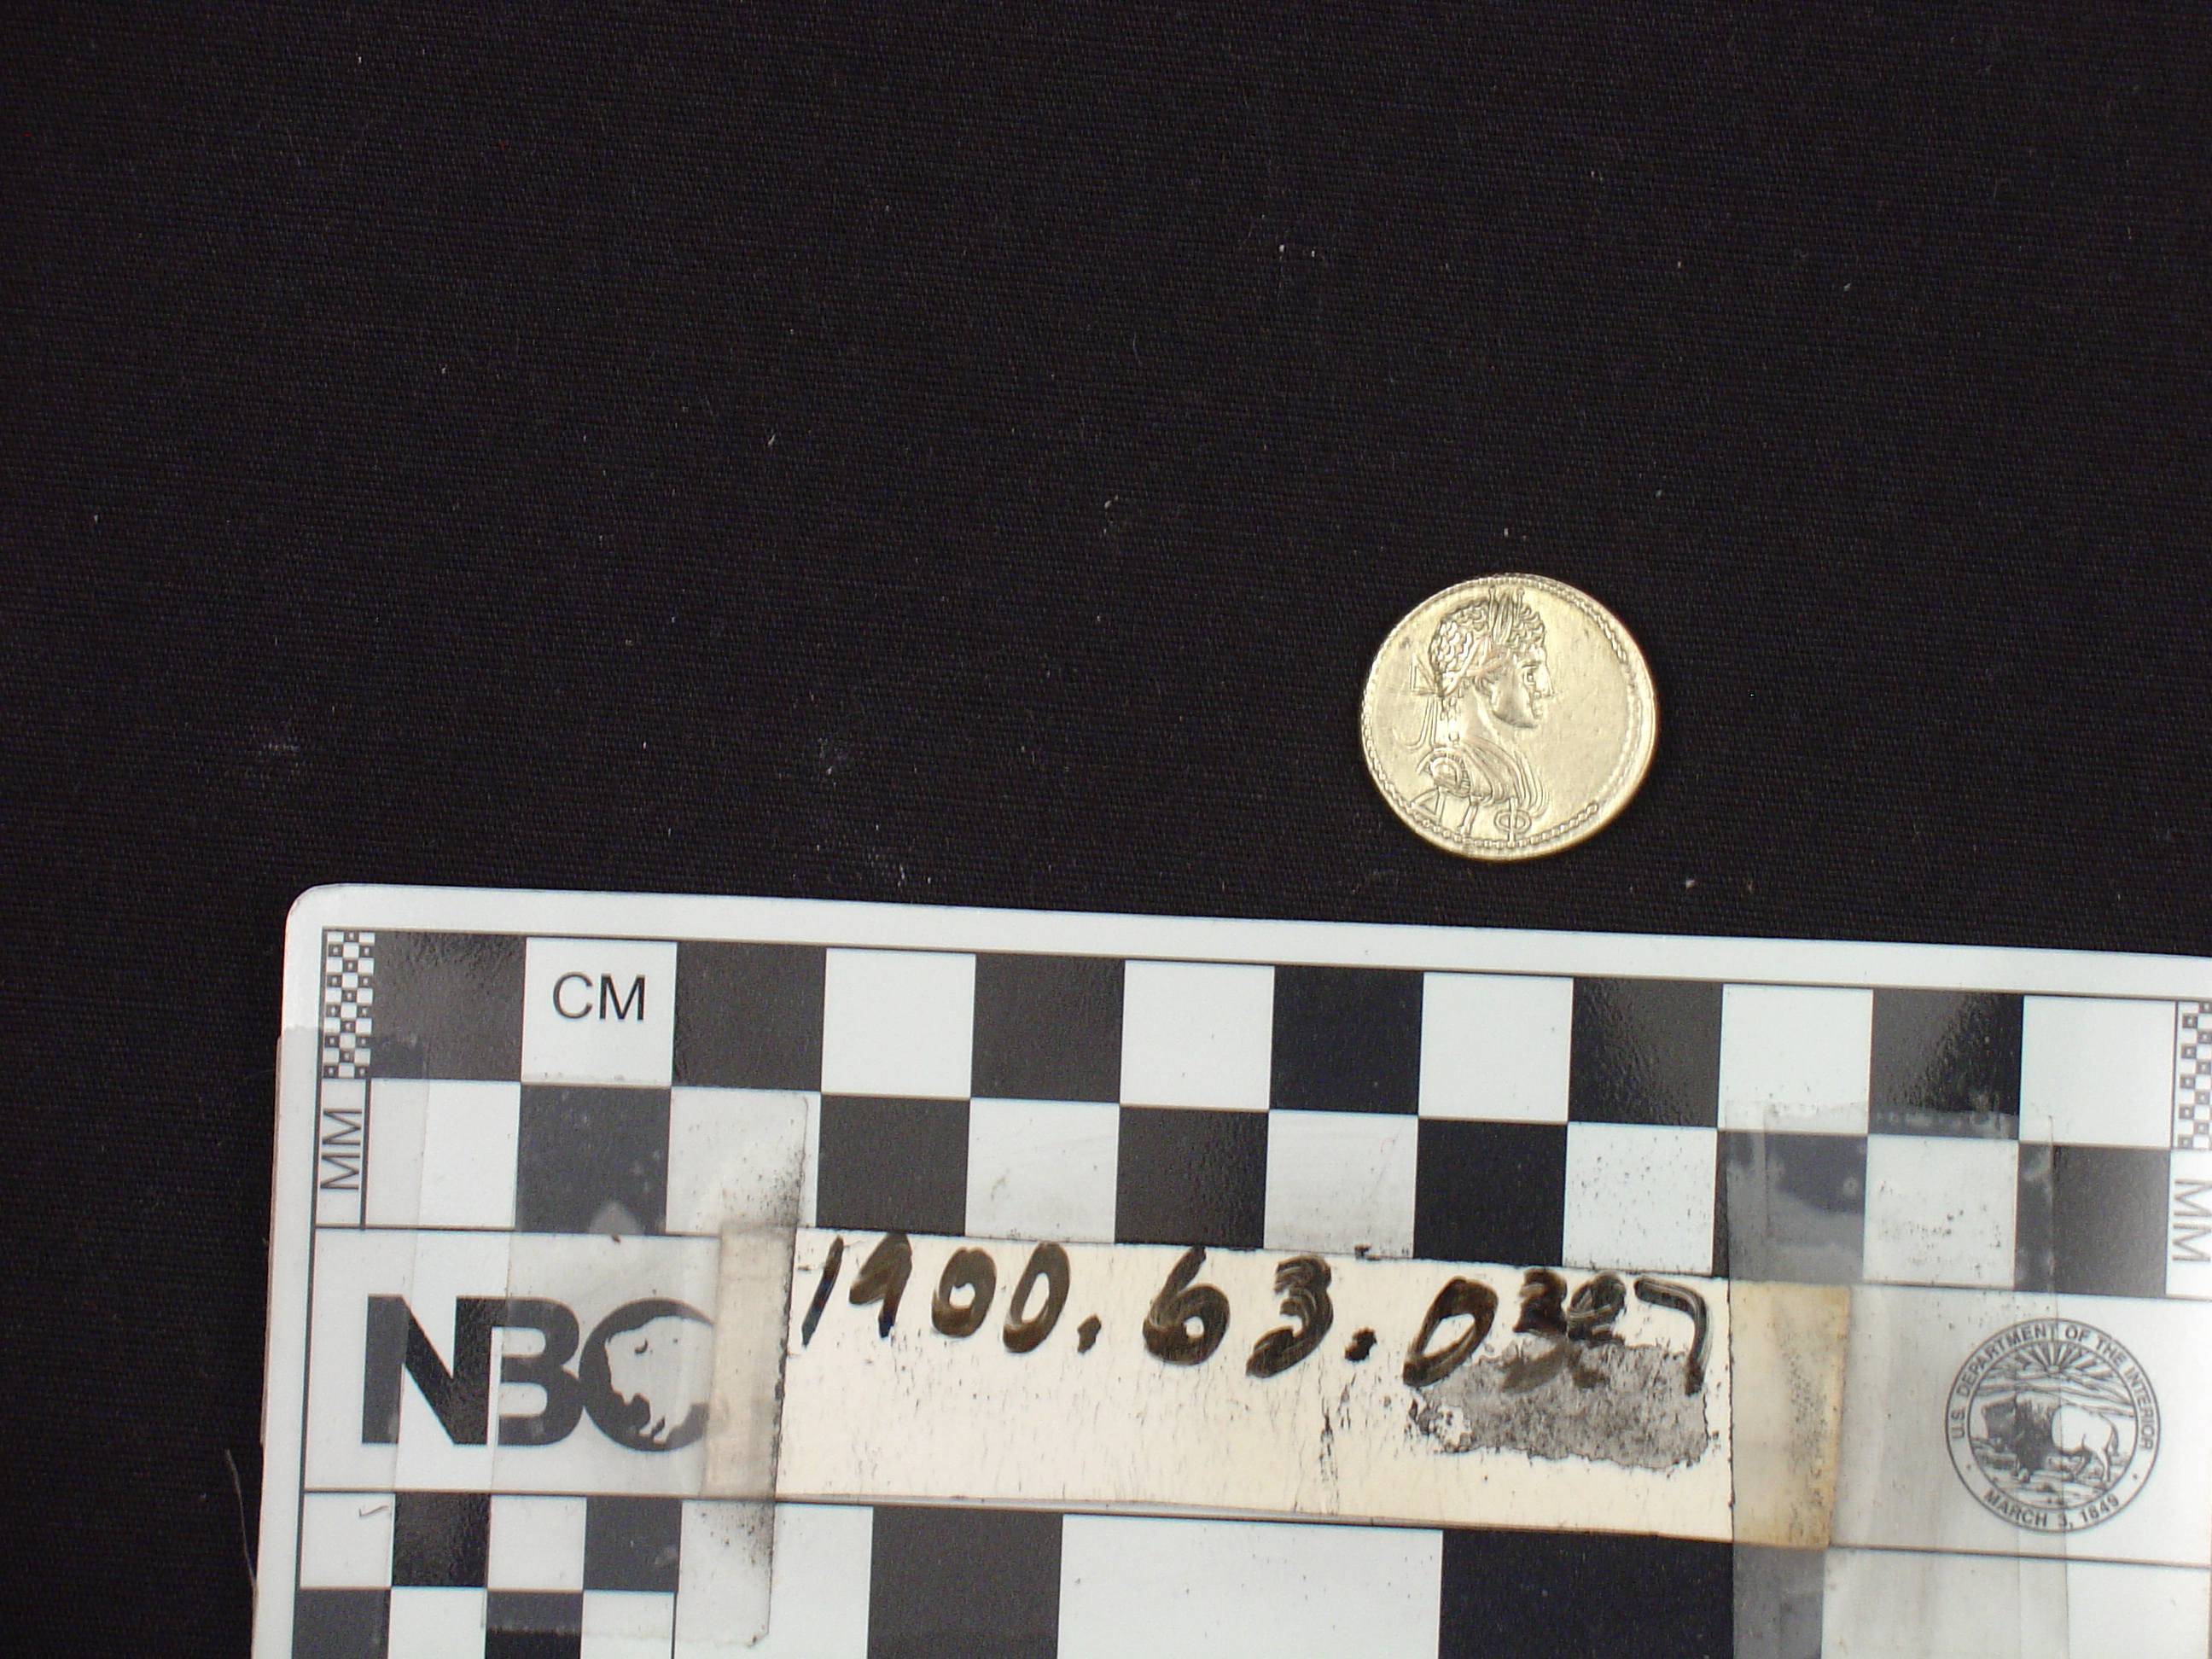 CM
MM
MM
NBC
1900.63.0327
U.S. DEPARTMENT OF THE INTERIOR
MARCH 3, 1849